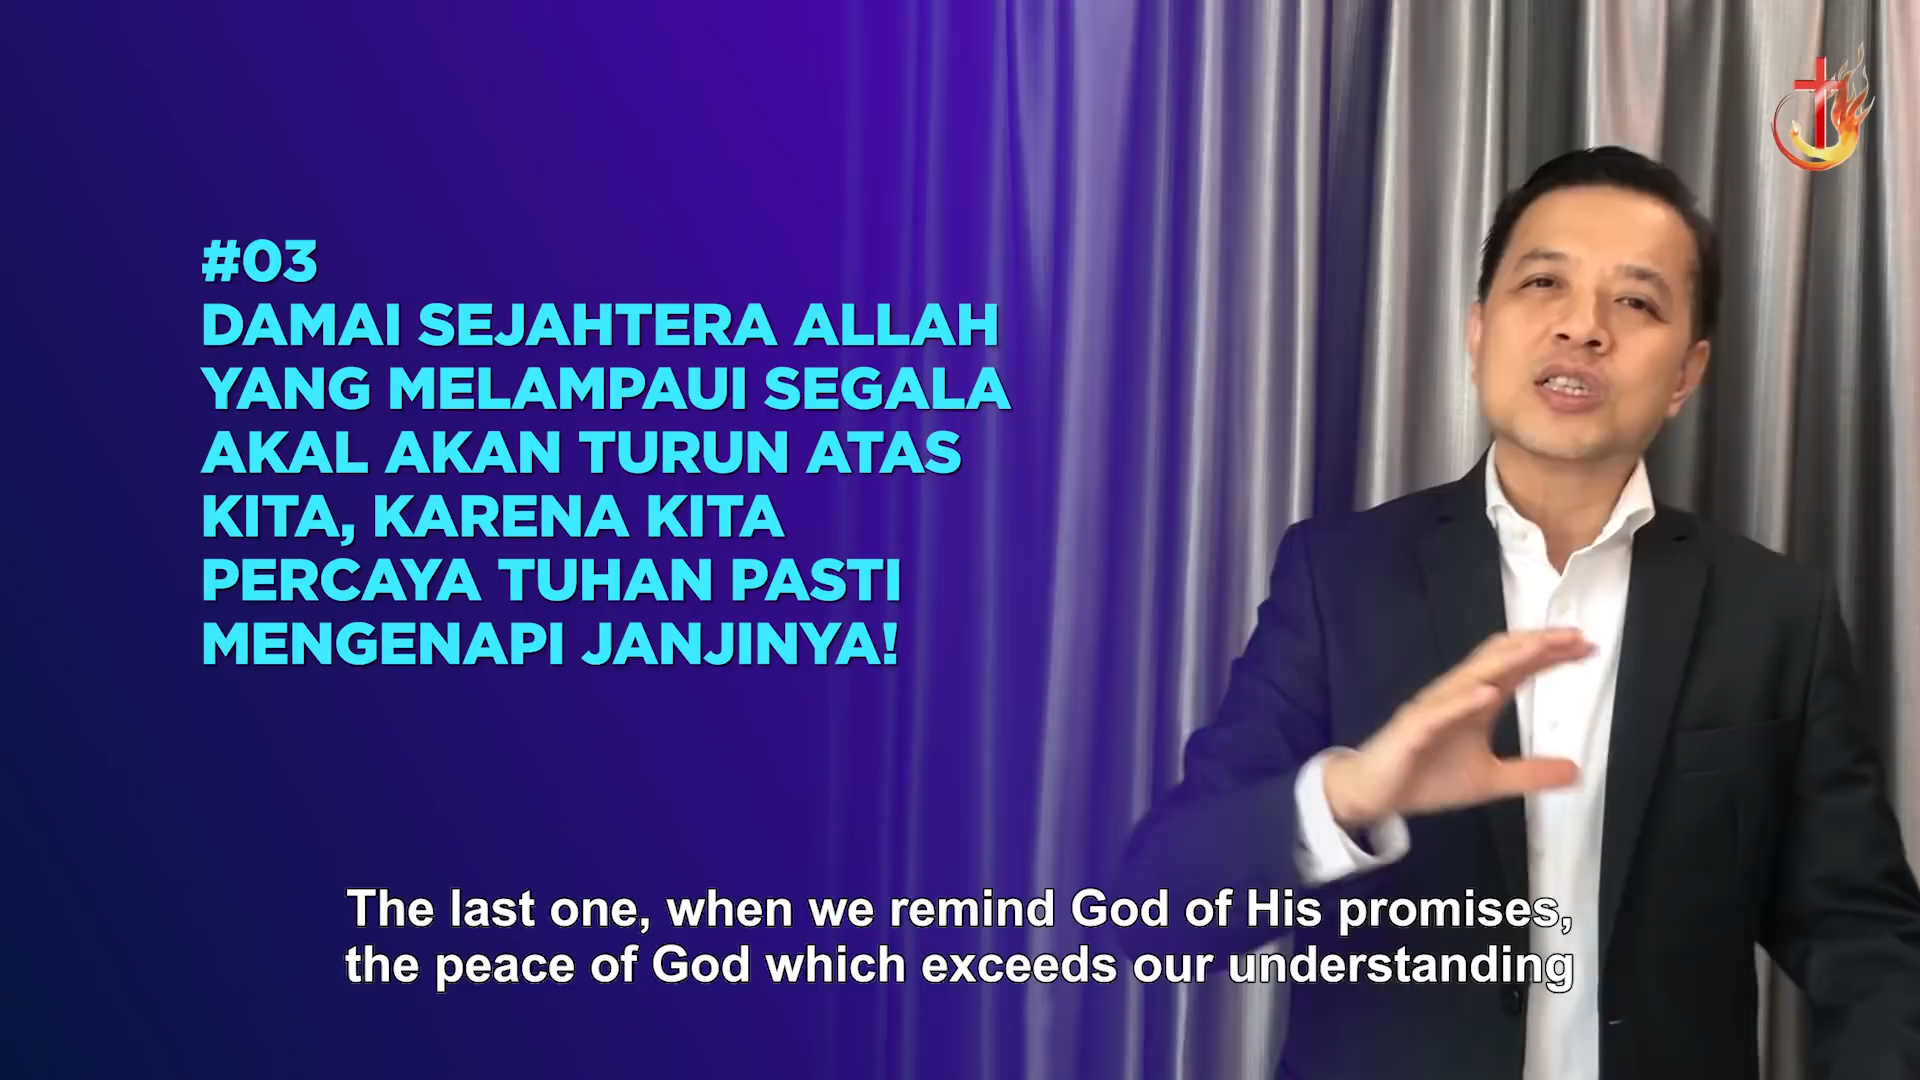 #03
DAMAI SEJAHTERA ALLAH
YANG MELAMPAUI SEGALA
AKAL AKAN TURUN ATAS
KITA, KARENA KITA
PERCAYA TUHAN PASTI
MENGENAPI JANJINYA!
The last one, when we remind God of His promises,
the peace of God which exceeds our understanding